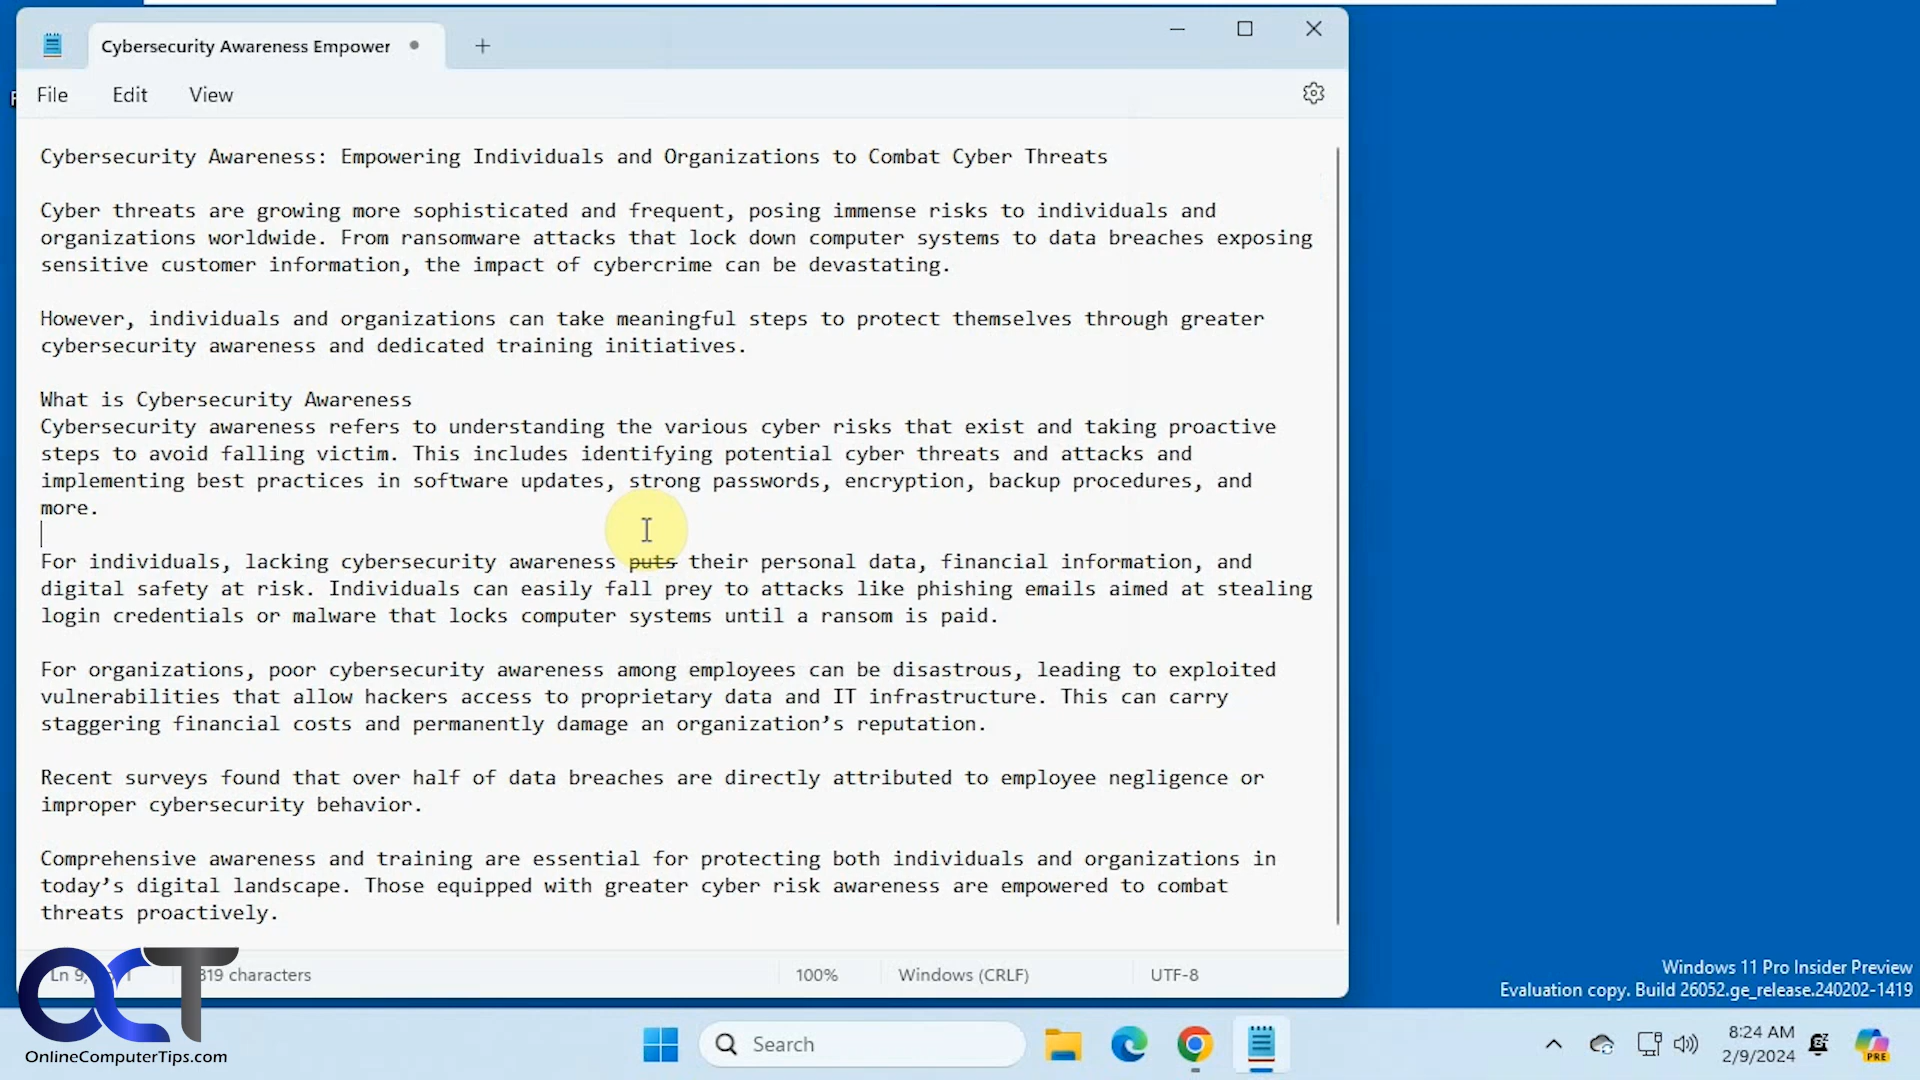 Cybersecurity Awareness Empower
File Edit View
Cybersecurity Awareness: Empowering Individuals and Organizations to Combat Cyber Threats
Cyber threats are growing more sophisticated and frequent, posing immense risks to individuals and
organizations worldwide. From ransomware attacks that lock down computer systems to data breaches exposing
sensitive customer information, the impact of cybercrime can be devastating.
However, individuals and organizations can take meaningful steps to protect themselves through greater
cybersecurity awareness and dedicated training initiatives.
What is Cybersecurity Awareness
Cybersecurity awareness refers to understanding the various cyber risks that exist and taking proactive
steps to avoid falling victim. This includes identifying potential cyber threats and attacks and
implementing best practices in software updates, strong passwords, encryption, backup procedures, and
more.
For individuals, lacking cybersecurity awareness puts their personal data, financial information, and
digital safety at risk. Individuals can easily fall prey to attacks like phishing emails aimed at stealing
login credentials or malware that locks computer systems until a ransom is paid.
For organizations, poor cybersecurity awareness among employees can be disastrous, leading to exploited
vulnerabilities that allow hackers access to proprietary data and IT infrastructure. This can carry
staggering financial costs and permanently damage an organization’s reputation.
Recent surveys found that over half of data breaches are directly attributed to employee negligence or
improper cybersecurity behavior.
Comprehensive awareness and training are essential for protecting both individuals and organizations in
today’s digital landscape. Those equipped with greater cyber risk awareness are empowered to combat
threats proactively.
Ln 9, characters 100% Windows (CRLF) UTF-8
Windows 11 Pro Insider Preview
Evaluation copy. Build 26052.ge_release.240202-1419
OCT
OnlineComputerTips.com
Search
8:24 AM
2/9/2024
PRE